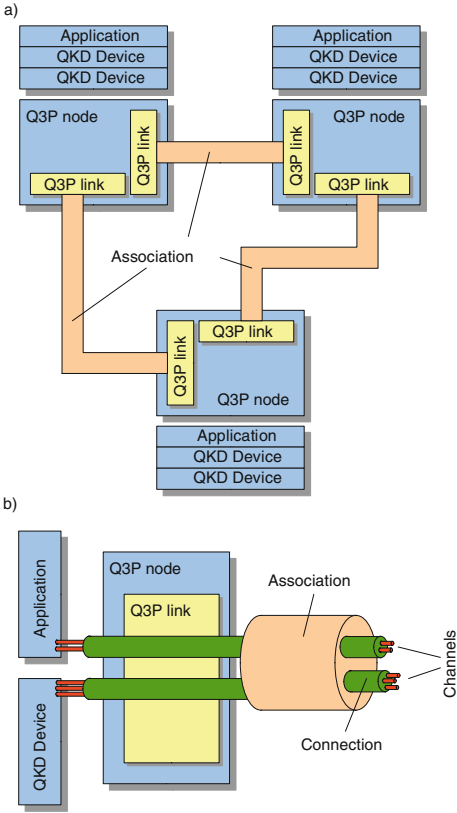 a)
Application
QKD Device
QKD Device
Application
QKD Device
QKD Device
Q3P node
Q3P link
Q3P link
Q3P node
Q3P link
Q3P link
Association
Q3P link
Q3P link
Q3P node
Application
QKD Device
QKD Device
b)
Application
QKD Device
Q3P node
Q3P link
Association
Connection
Channels